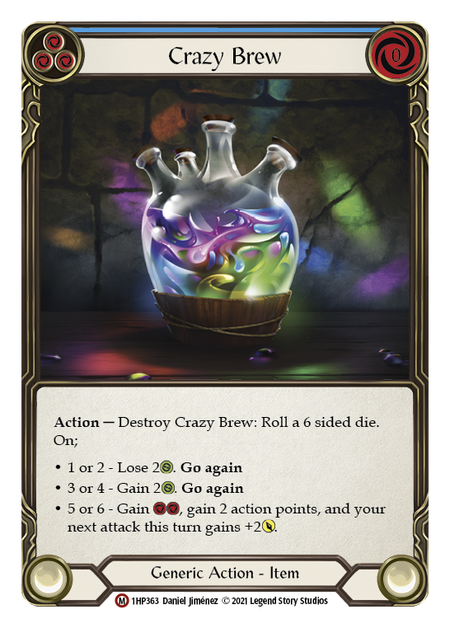 Crazy Brew
0
Action — Destroy Crazy Brew: Roll a 6 sided die.
On;
• 1 or 2 - Lose 2. Go again
• 3 or 4 - Gain 2. Go again
• 5 or 6 - Gain , gain 2 action points, and your
next attack this turn gains +2.
Generic Action - Item
M 1HP363 Daniel Jiménez © 2021 Legend Story Studios